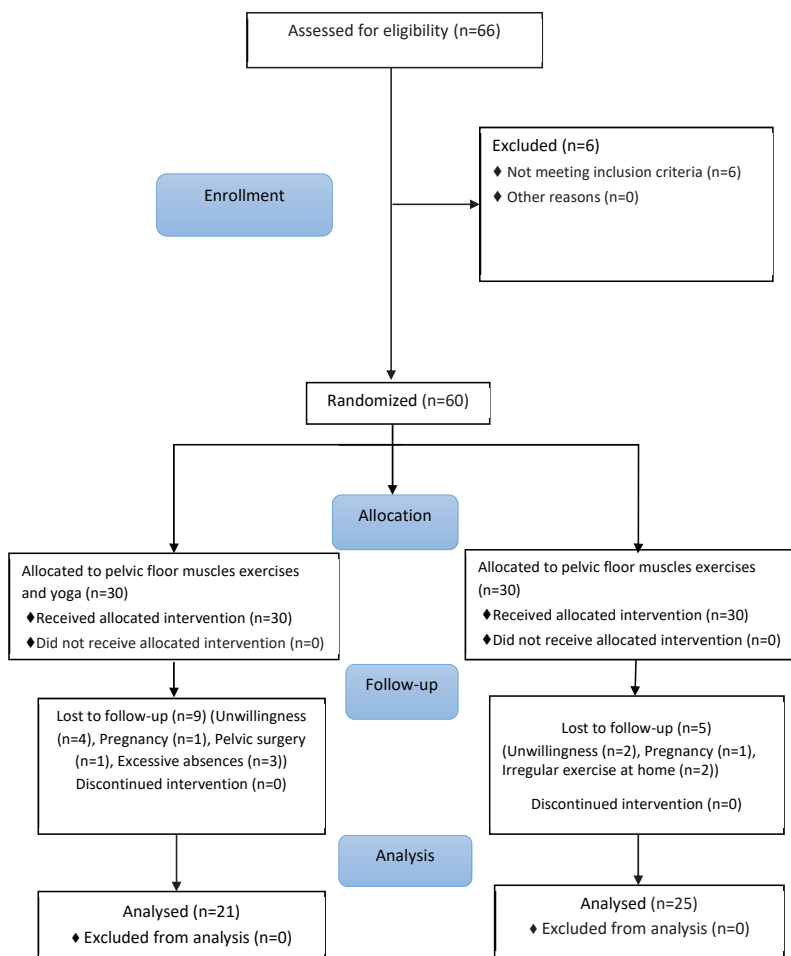 Assessed for eligibility (n=66)
Excluded (n=6)
♦ Not meeting inclusion criteria (n=6)
♦ Other reasons (n=0)
Enrollment
Randomized (n=60)
Allocation
Allocated to pelvic floor muscles exercises
and yoga (n=30)
♦Received allocated intervention (n=30)
♦Did not receive allocated intervention (n=0)
Allocated to pelvic floor muscles exercises
(n=30)
♦Received allocated intervention (n=30)
♦Did not receive allocated intervention (n=0)
Follow-up
Lost to follow-up (n=9) (Unwillingness
(n=4), Pregnancy (n=1), Pelvic surgery
(n=1), Excessive absences (n=3))
Discontinued intervention (n=0)
Lost to follow-up (n=5)
(Unwillingness (n=2), Pregnancy (n=1),
Irregular exercise at home (n=2))
Discontinued intervention (n=0)
Analysis
Analysed (n=21)
♦ Excluded from analysis (n=0)
Analysed (n=25)
♦ Excluded from analysis (n=0)